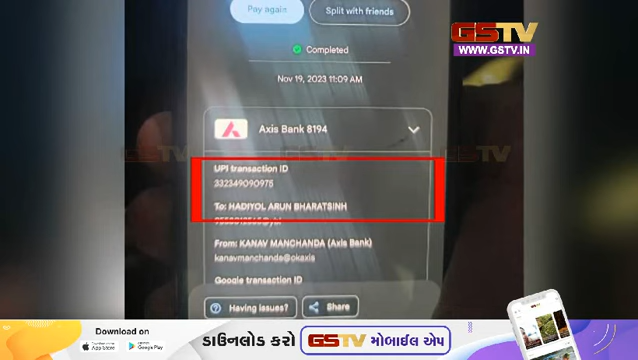 Pay again
Split with friends
GSTV
WWW.GSTV.IN
Completed
Nov 19, 2023 11:09 AM
Axis Bank 8194
UPI transaction ID
332349090975
To: HADIYOL ARUN BHARATSINH
From: KANAV MANCHANDA (Axis Bank)
kanavmanchanda@okaxis
Google transaction ID
Having issues?
Share
Download on
App Store
Google Play
ડાઉનલોડ કરો GSTV મોબાઈલ એપ